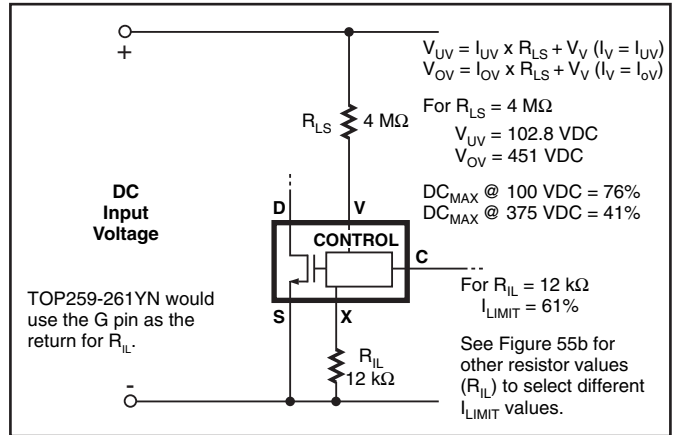 +
V_UV = I_UV x R_LS + V_V (I_V = I_UV)
V_OV = I_OV x R_LS + V_V (I_V = I_oV)
R_LS
4 MΩ
For R_LS = 4 MΩ
V_UV = 102.8 VDC
V_OV = 451 VDC
DC
Input
Voltage
DC_MAX @ 100 VDC = 76%
DC_MAX @ 375 VDC = 41%
D
V
CONTROL
C
S
X
TOP259-261YN would
use the G pin as the
return for R_IL.
For R_IL = 12 kΩ
I_LIMIT = 61%
R_IL
12 kΩ
See Figure 55b for
other resistor values
(R_IL) to select different
I_LIMIT values.
-